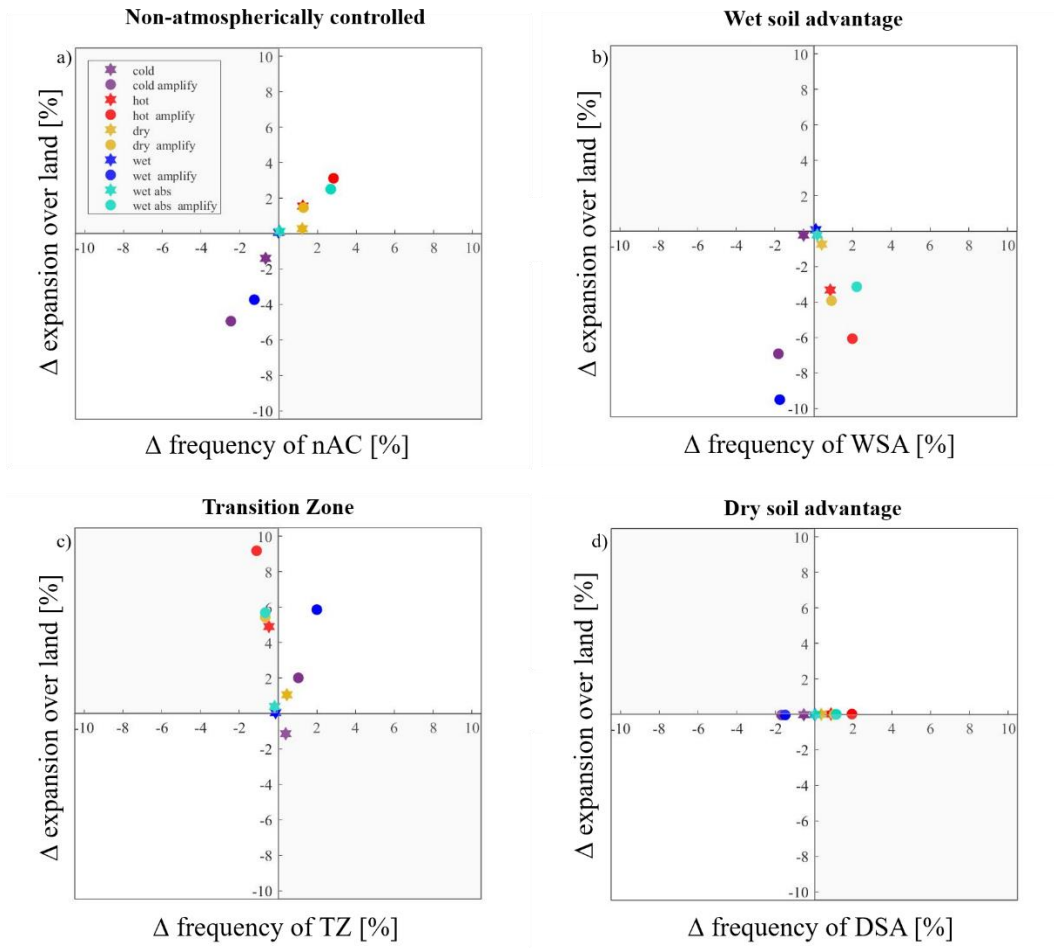 Non-atmospherically controlled
a)
10
8
6
4
2
-10 -8 -6 -4 -2 2 4 6 8 10
-2
-4
-6
-8
-10
cold
cold amplify
hot
hot amplify
dry
dry amplify
wet
wet amplify
wet abs
wet abs amplify
Δ expansion over land [%]
Δ frequency of nAC [%]
Wet soil advantage
b)
10
8
6
4
2
-10 -8 -6 -4 -2 2 4 6 8 10
-2
-4
-6
-8
-10
Δ expansion over land [%]
Δ frequency of WSA [%]
Transition Zone
c)
10
8
6
4
2
-10 -8 -6 -4 -2 2 4 6 8 10
-2
-4
-6
-8
-10
Δ expansion over land [%]
Δ frequency of TZ [%]
Dry soil advantage
d)
10
8
6
4
2
-10 -8 -6 -4 -2 2 4 6 8 10
-2
-4
-6
-8
-10
Δ expansion over land [%]
Δ frequency of DSA [%]